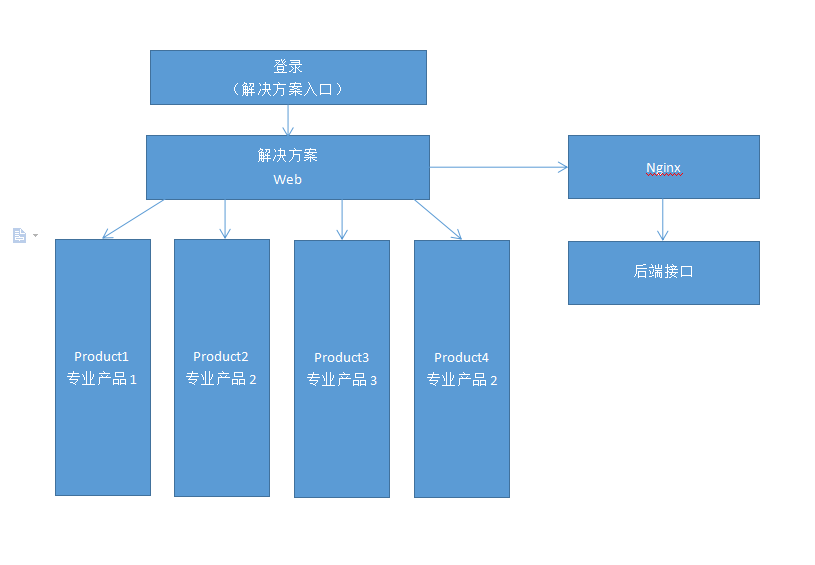 登录
（解决方案入口）
解决方案
Web
Nginx
后端接口
Product1
专业产品 1
Product2
专业产品 2
Product3
专业产品 3
Product4
专业产品 2